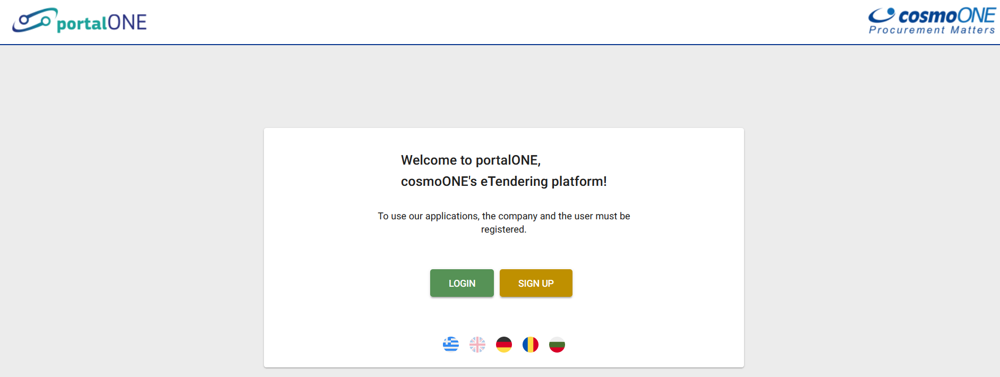 portalONE
cosmoONE
Procurement Matters
Welcome to portalONE,
cosmoONE's eTendering platform!
To use our applications, the company and the user must be
registered.
LOGIN
SIGN UP